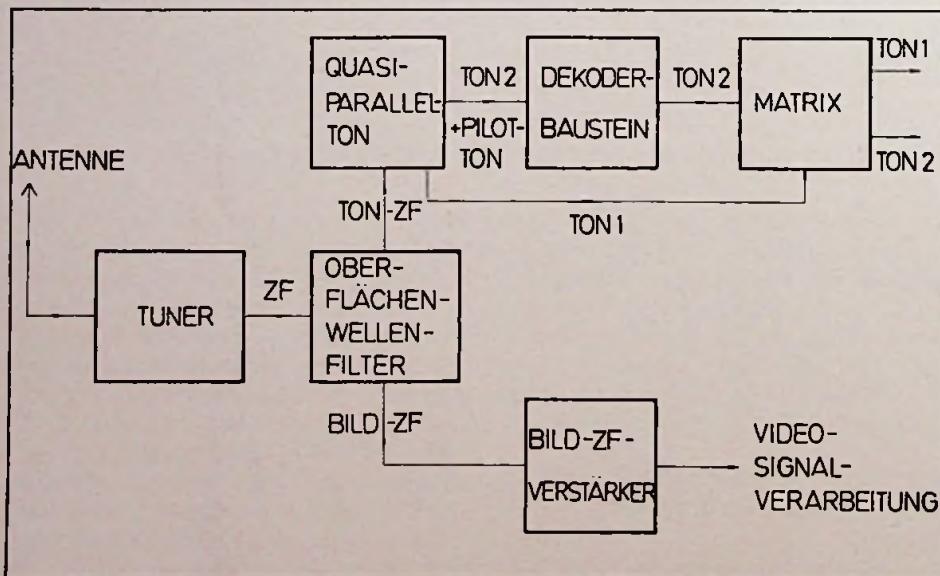 QUASI-
PARALLEL-
TON
TON 2
+PILOT-
TON
DEKODER-
BAUSTEIN
TON 2
MATRIX
TON 1
TON 2
ANTENNE
TON-ZF
TON 1
TUNER
ZF
OBER-
FLÄCHEN-
WELLEN-
FILTER
BILD-ZF
BILD-ZF-
VERSTÄRKER
VIDEO-
SIGNAL-
VERARBEITUNG